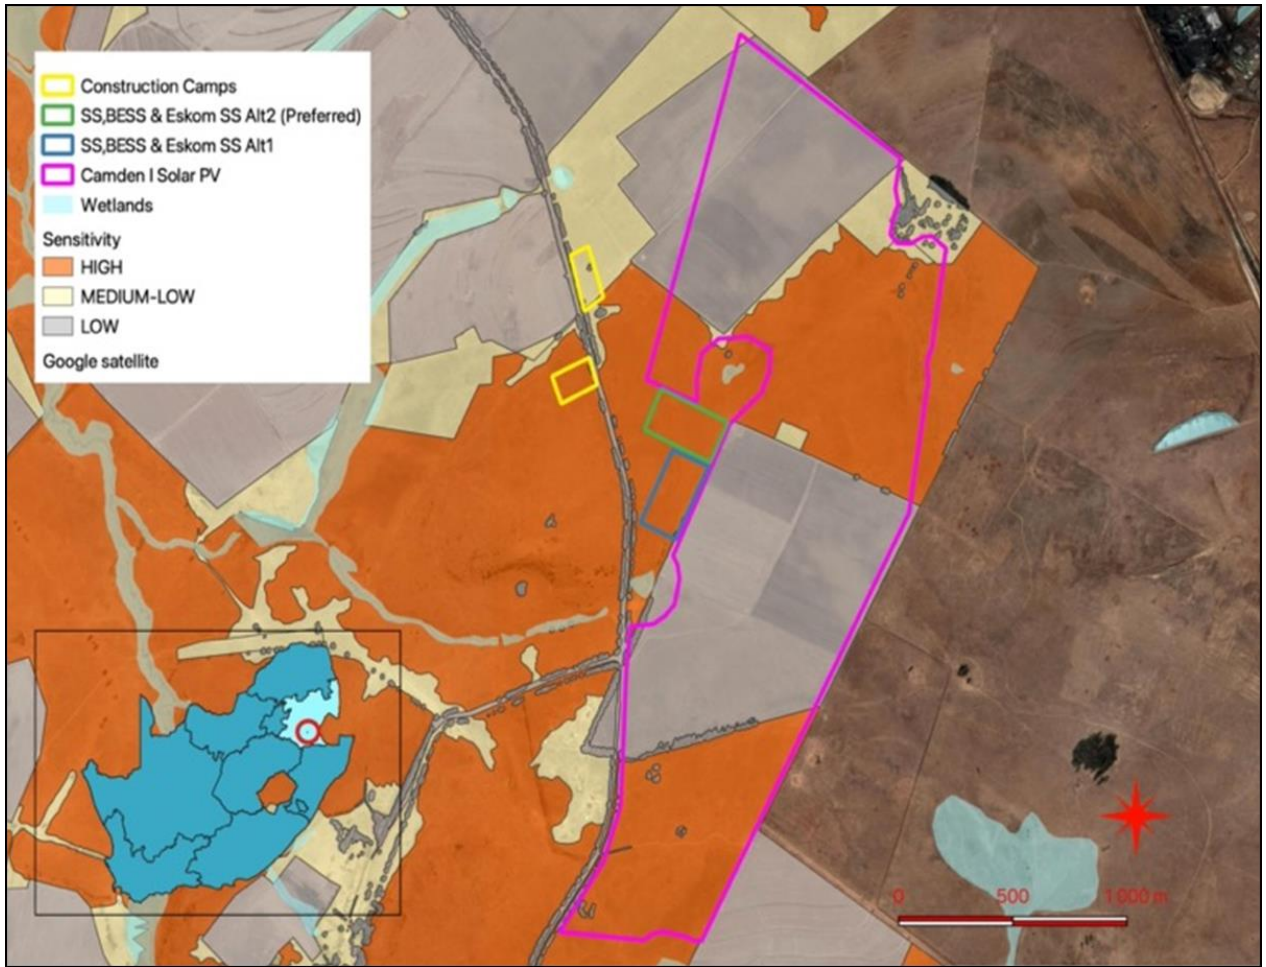 Construction Camps
SS,BESS & Eskom SS Alt2 (Preferred)
SS,BESS & Eskom SS Alt1
Camden I Solar PV
Wetlands
Sensitivity
HIGH
MEDIUM-LOW
LOW
Google satellite
0 500 1 000 m